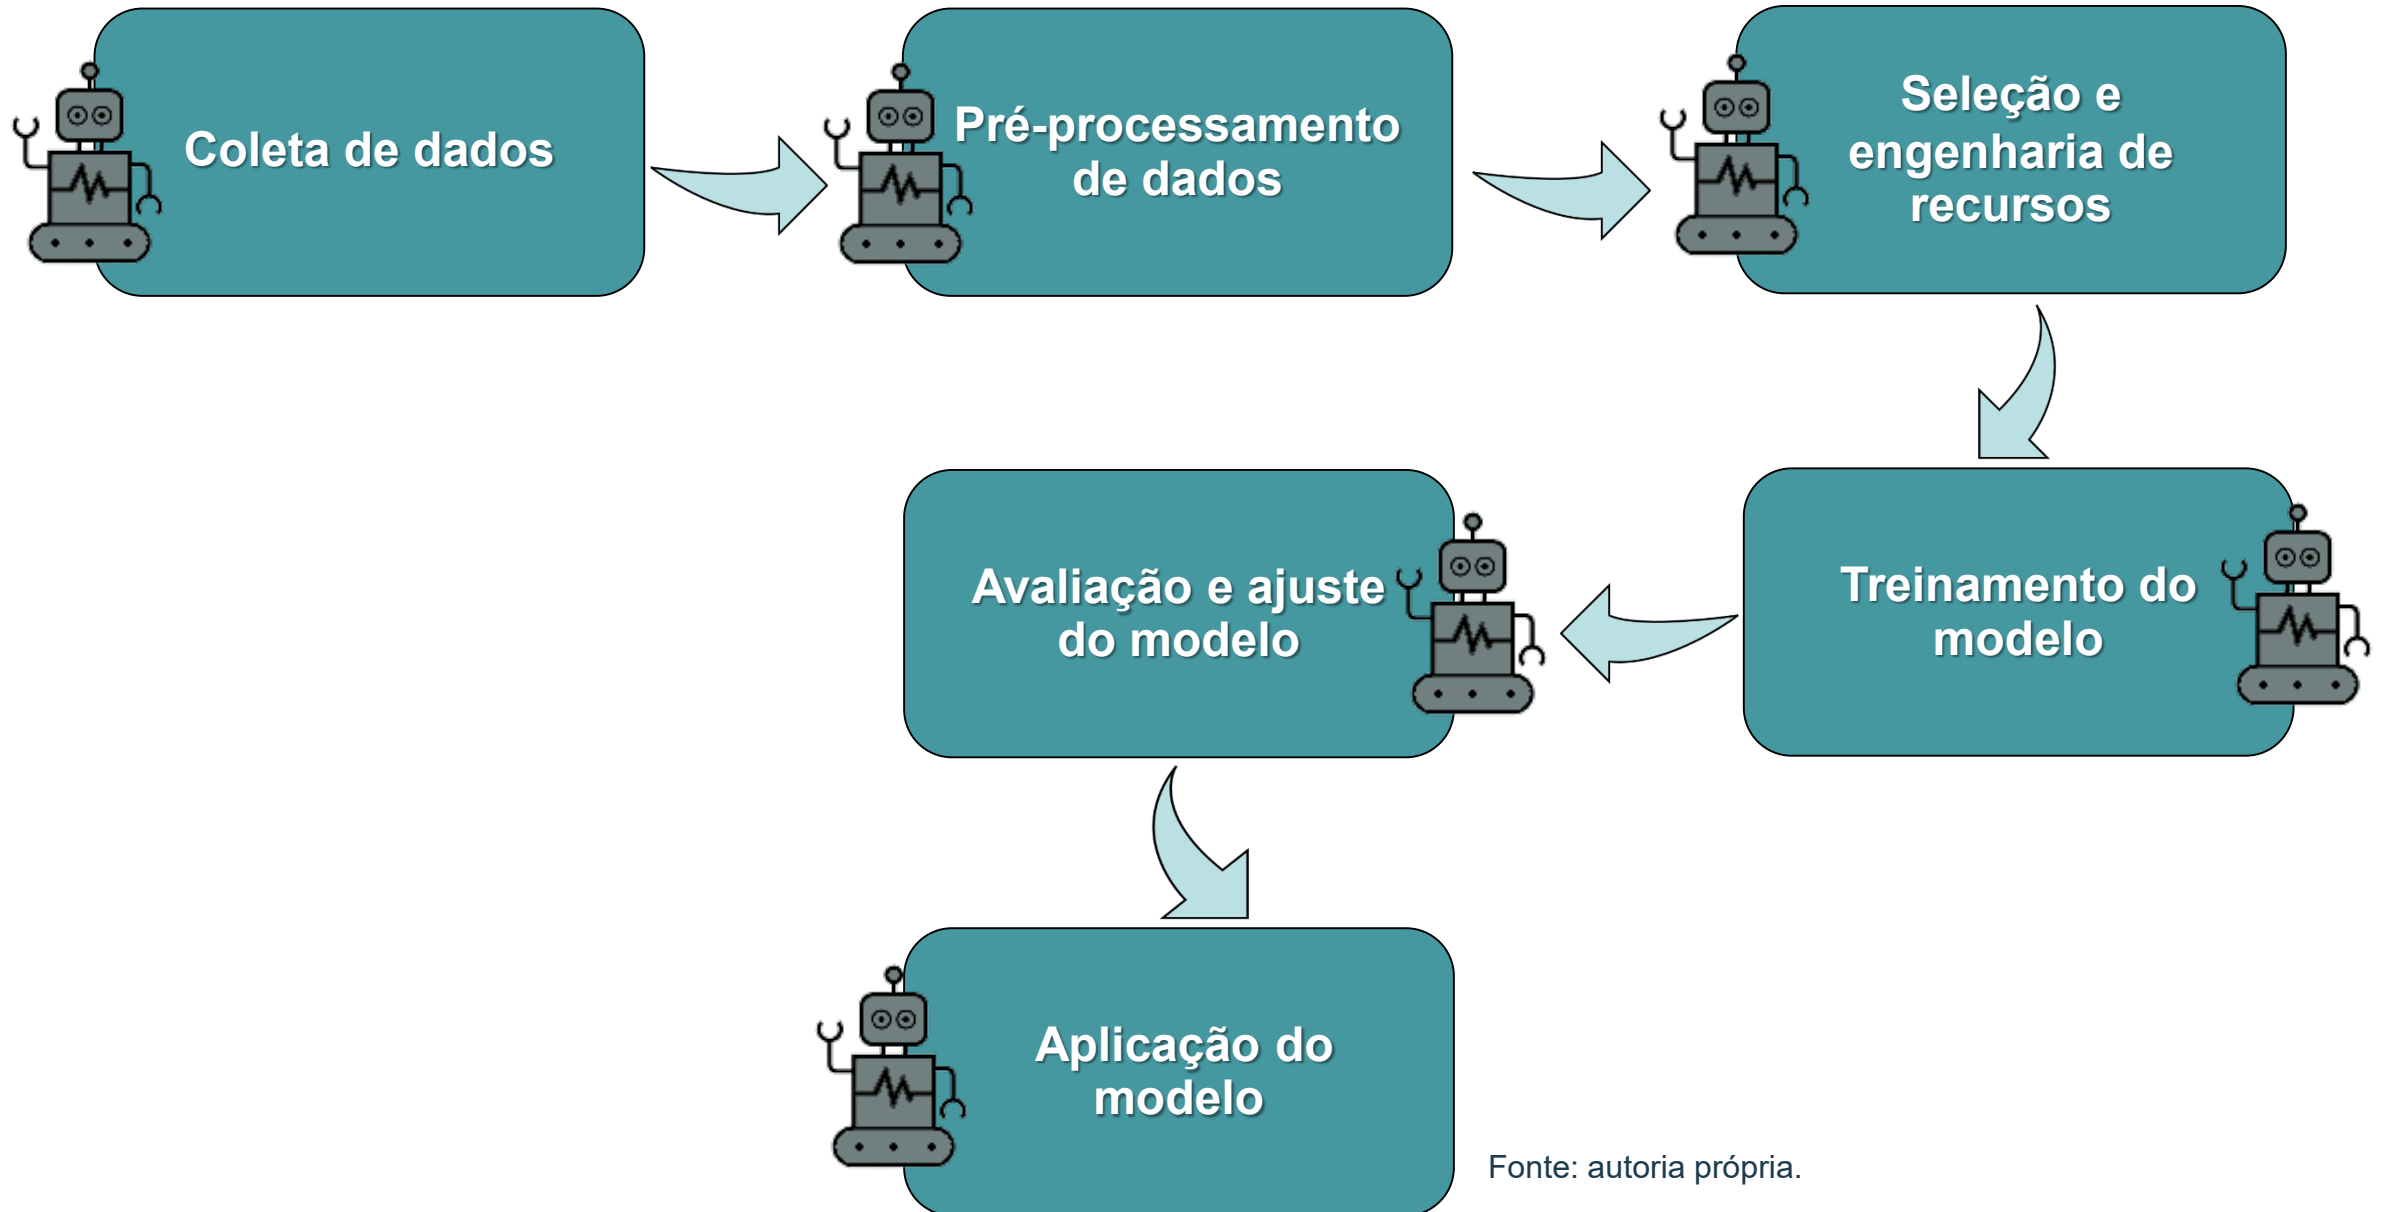 Coleta de dados
Pré-processamento
de dados
Seleção e
engenharia de
recursos
Treinamento do
modelo
Avaliação e ajuste
do modelo
Aplicação do
modelo
Fonte: autoria própria.